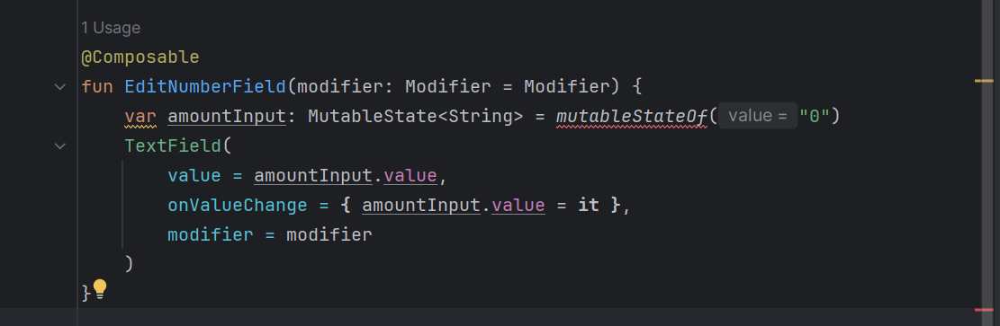 1 Usage
@Composable
fun EditNumberField(modifier: Modifier = Modifier) {
    var amountInput: MutableState<String> = mutableStateOf( value = "0")
    TextField(
        value = amountInput.value,
        onValueChange = { amountInput.value = it },
        modifier = modifier
    )
}